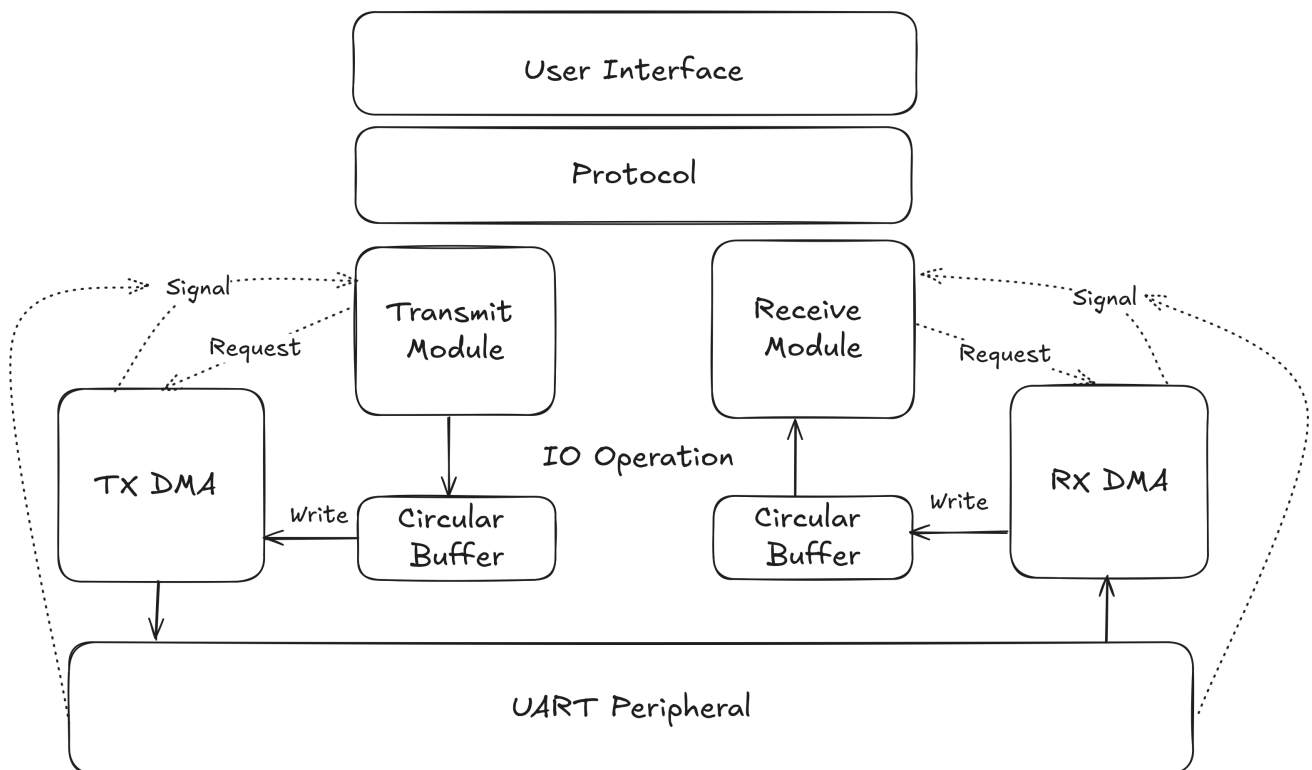 User Interface
Protocol
Signal
Request
Transmit
Module
Receive
Module
Signal
Request
IO Operation
TX DMA
Write
Circular
Buffer
Circular
Buffer
Write
RX DMA
UART Peripheral